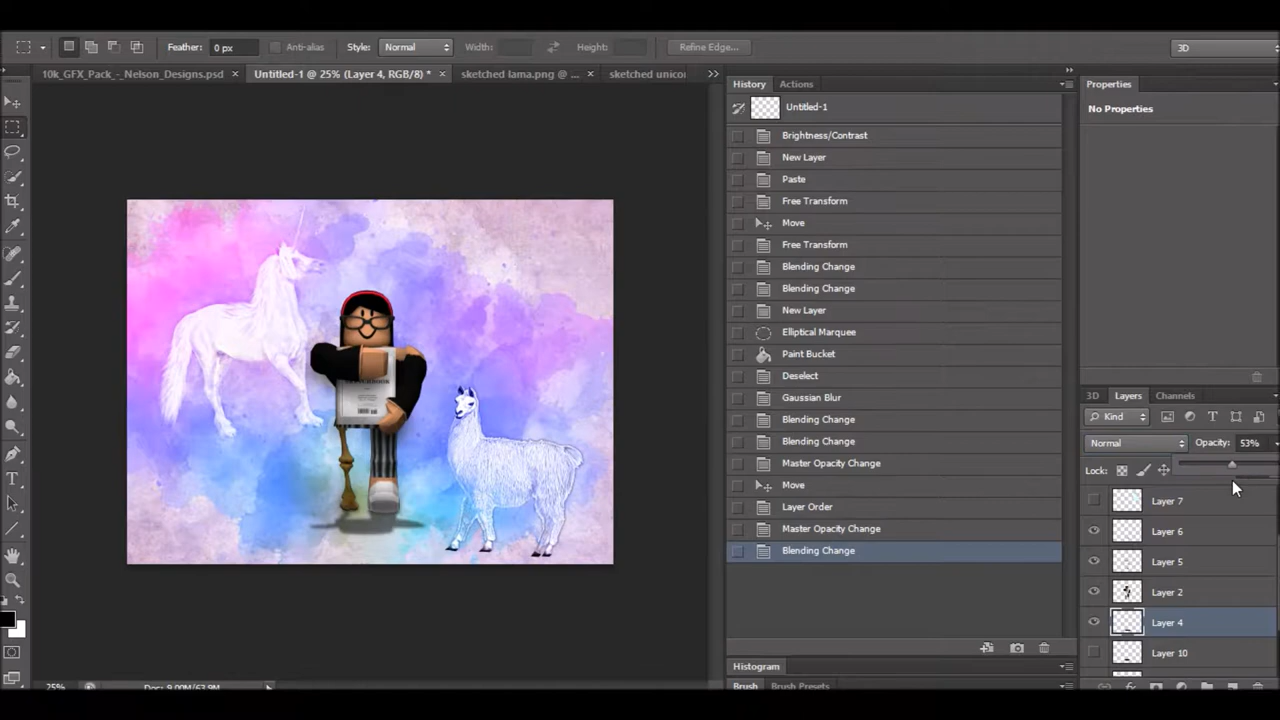 Feather: 0 px Anti-alias Style: Normal Width: Height: Refine Edge... 3D
10k_GFX_Pack_-_Nelson_Designs.psd × Untitled-1 @ 25% (Layer 4, RGB/8) * × sketched lama.png @ ... × sketched unico
History Actions
Properties
Untitled-1
No Properties
Brightness/Contrast
New Layer
Paste
Free Transform
Move
Free Transform
Blending Change
Blending Change
New Layer
Elliptical Marquee
Paint Bucket
Deselect
Gaussian Blur
Blending Change
Blending Change
Master Opacity Change
Move
Layer Order
Master Opacity Change
Blending Change
3D Layers Channels
Kind
Normal Opacity: 53%
Lock:
Layer 7
Layer 6
Layer 5
Layer 2
Layer 4
Layer 10
Histogram
Brush Brush Presets
25% Doc: 9.00M/63.9M